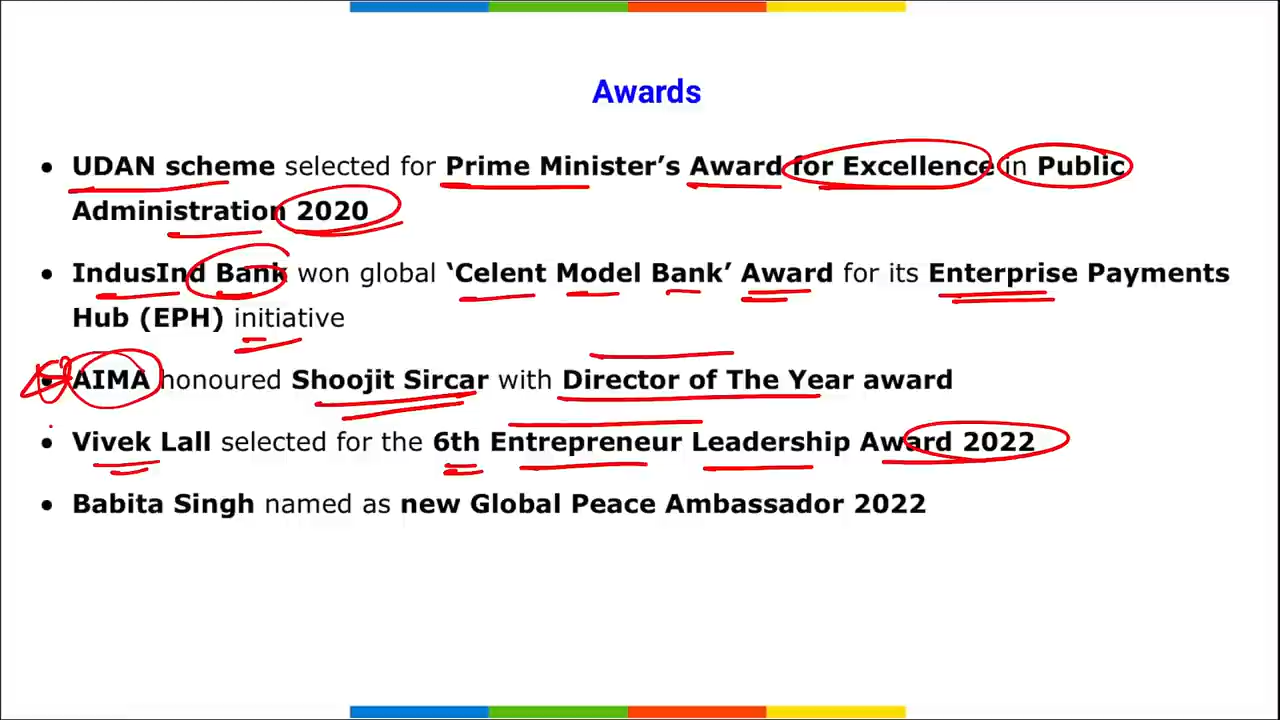 Awards
• UDAN scheme selected for Prime Minister’s Award for Excellence in Public
Administration 2020
• IndusInd Bank won global ‘Celent Model Bank’ Award for its Enterprise Payments
Hub (EPH) initiative
• AIMA honoured Shoojit Sircar with Director of The Year award
• Vivek Lall selected for the 6th Entrepreneur Leadership Award 2022
• Babita Singh named as new Global Peace Ambassador 2022